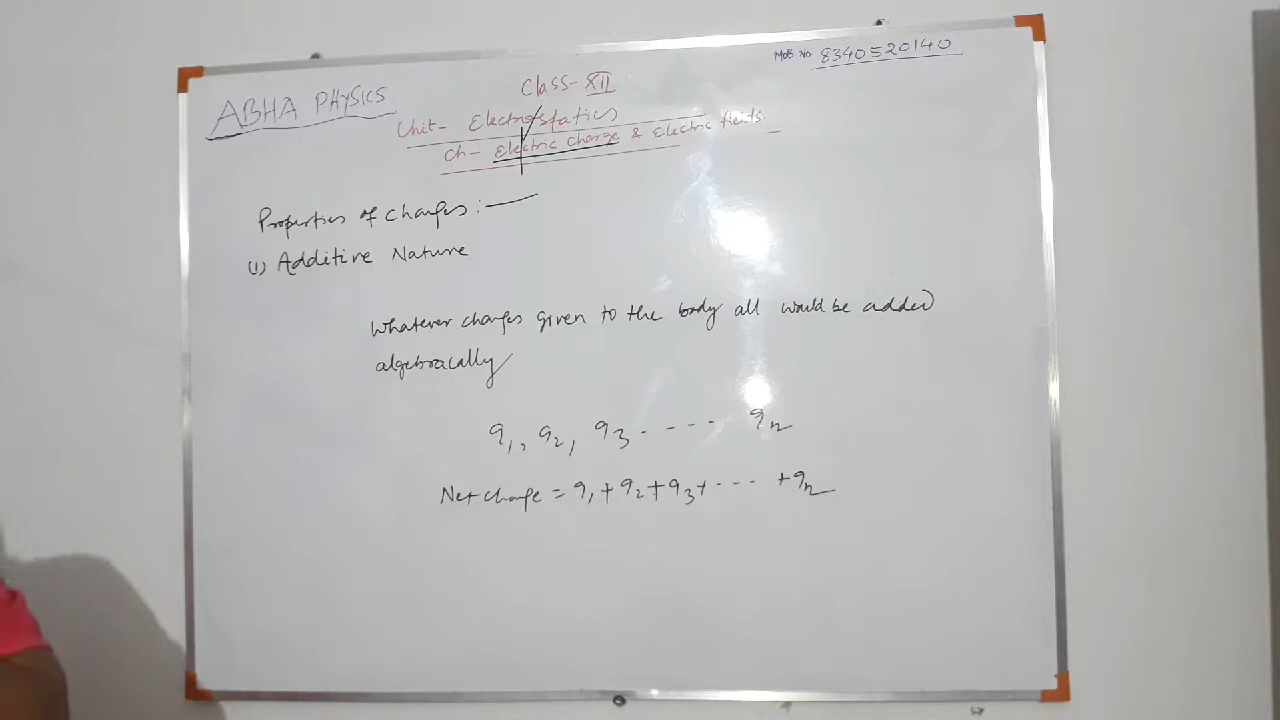 ABHA PHYSICS
Mob No 8340520140
Class- XII
Unit- Electrostatics
Ch- Electric Charge & Electric fields
Properties of Charges:-
(1) Additive Nature
Whatever charges given to the body all would be added
algebracally
q1, q2, q3 ---- qn
Net charge = q1+q2+q3+---- +qn